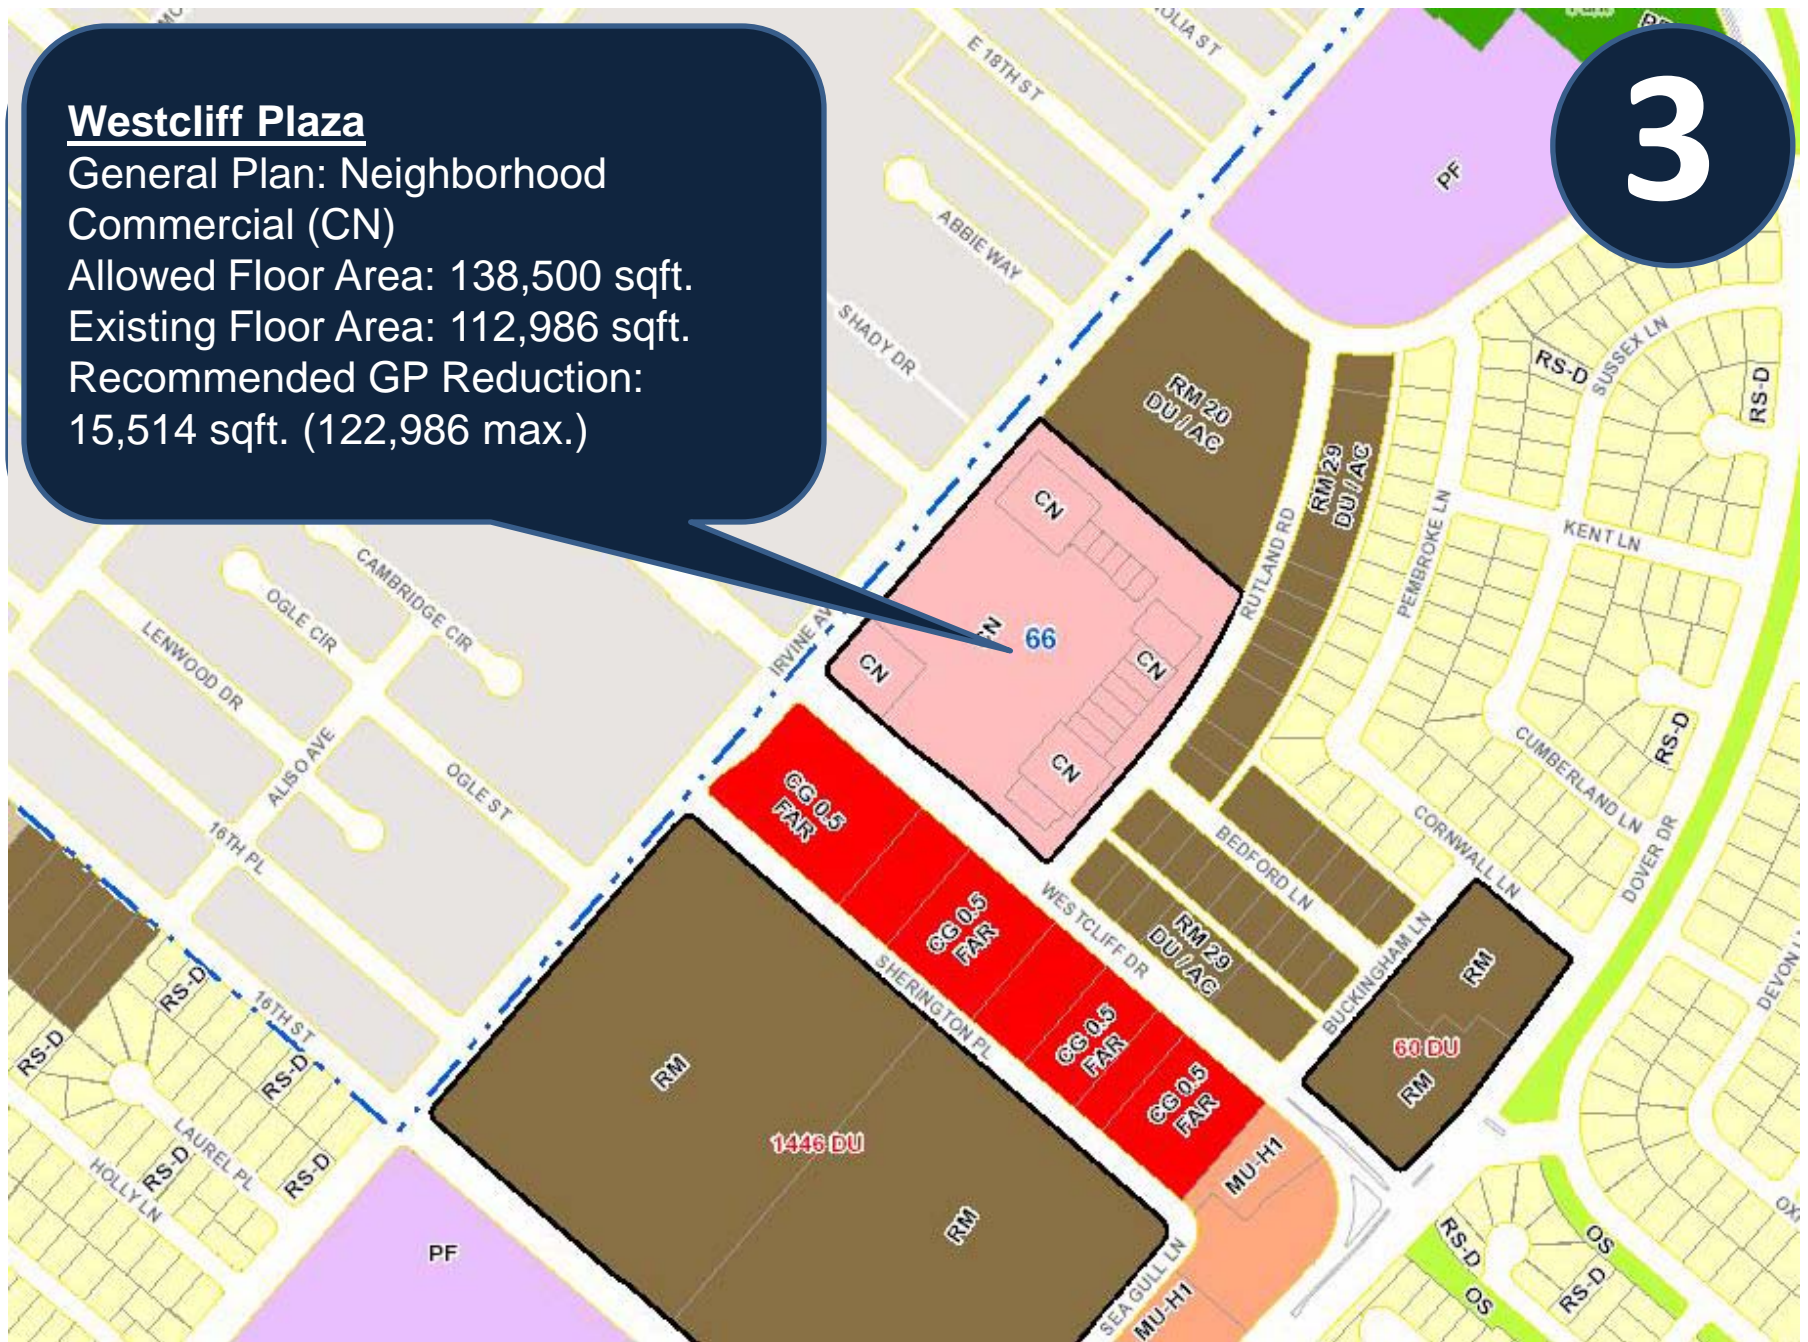 Westcliff Plaza
General Plan: Neighborhood
Commercial (CN)
Allowed Floor Area: 138,500 sqft.
Existing Floor Area: 112,986 sqft.
Recommended GP Reduction:
15,514 sqft. (122,986 max.)
3
E 18TH ST
ABBIE WAY
SHADY DR
PF
RM 20
DU / AC
RM 29
DU / AC
RUTLAND RD
PEMBROKE LN
RS-D
SUSSEX LN
RS-D
KENT LN
CN
CN
66
CN
CN
CN
IRVINE
CAMBRIDGE CIR
OGLE CIR
LENWOOD DR
ALISO AVE
OGLE ST
16TH PL
16TH ST
CG 0.5
FAR
CG 0.5
FAR
CG 0.5
FAR
CG 0.5
FAR
WESTCLIFF DR
SHERINGTON PL
BEDFORD LN
RM 29
DU / AC
BUCKINGHAM LN
CORNWALL LN
CUMBERLAND LN
RS-D
DOVER DR
DEVON
RM
60 DU
RM
RM
1446 DU
RM
RS-D
RS-D
RS-D
RS-D
RS-D
LAUREL PL
HOLLY LN
PF
MU-H1
MU-H1
SEA GULL LN
RS-D
OS
OS
RS-D